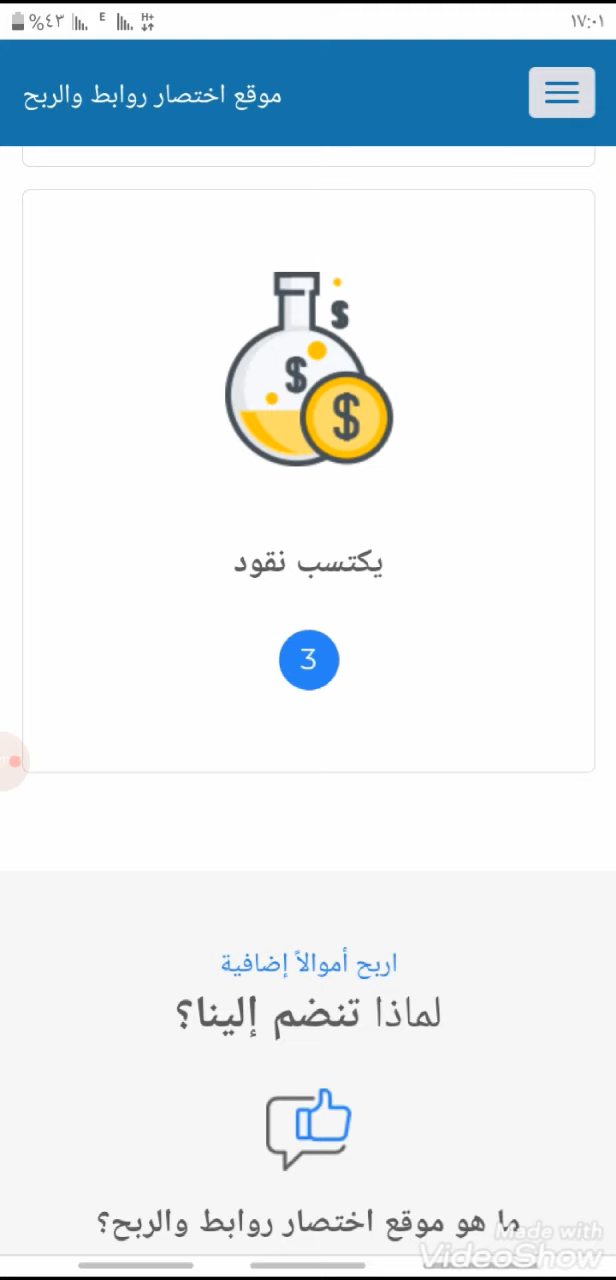 %٤٣ E H+ ١٧:٠١
موقع اختصار روابط والربح
$
$
$
يكتسب نقود
3
اربح أموالاً إضافية
لماذا تنضم إلينا؟
ما هو موقع اختصار روابط والربح؟
Made with
VideoShow